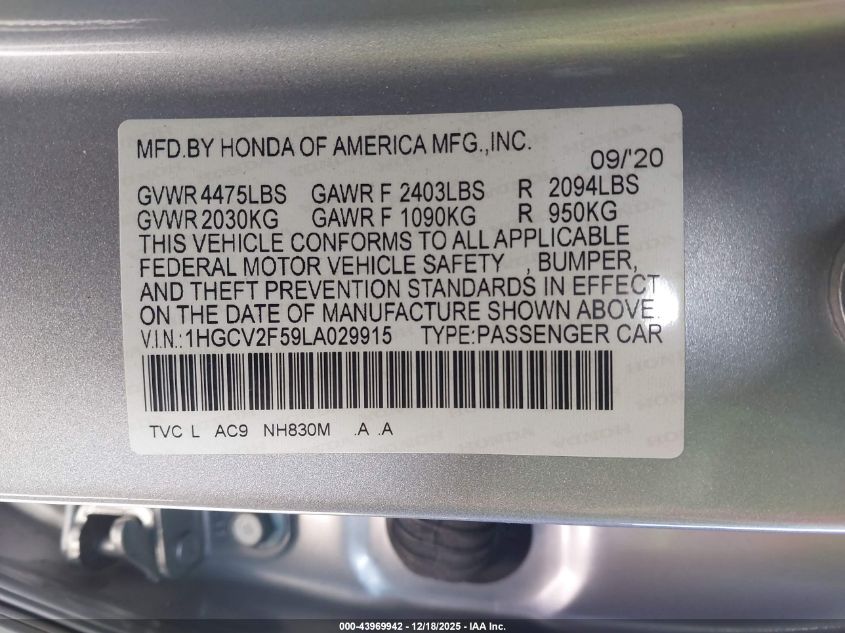 MFD.BY HONDA OF AMERICA MFG.,INC.
09/'20
GVWR 4475LBS GAWR F 2403LBS R 2094LBS
GVWR 2030KG GAWR F 1090KG R 950KG
THIS VEHICLE CONFORMS TO ALL APPLICABLE
FEDERAL MOTOR VEHICLE SAFETY , BUMPER,
AND THEFT PREVENTION STANDARDS IN EFFECT
ON THE DATE OF MANUFACTURE SHOWN ABOVE.
V.I.N.:1HGCV2F59LA029915 TYPE:PASSENGER CAR
TVC L AC9 NH830M .A .A
000-43969942 - 12/18/2025 - IAA Inc.